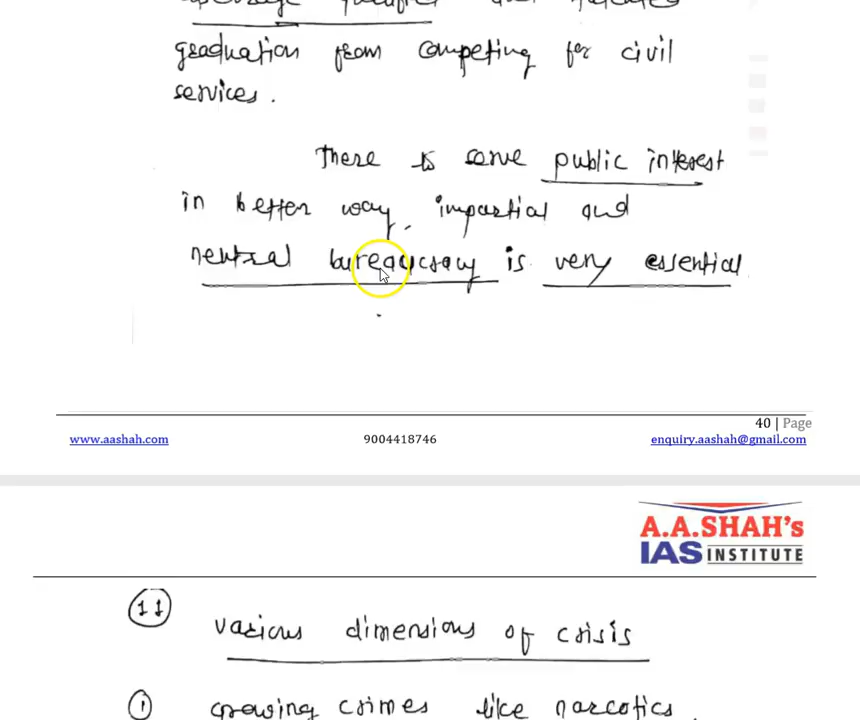 graduation from competing for civil
services.
There to serve public interest
in better way, impartial and
neutral bureaucracy is very essential
40 | Page
www.aashah.com 9004418746 enquiry.aashah@gmail.com
A.A.SHAH's
IAS INSTITUTE
11 various dimensions of crisis
1 growing crimes like narcotics,